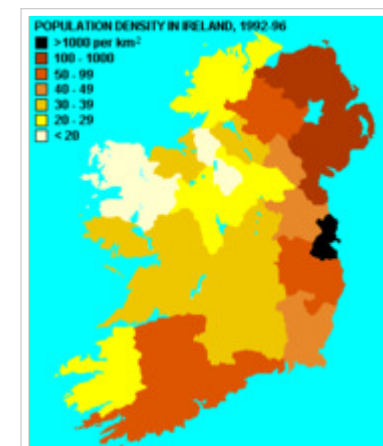 POPULATION DENSITY IN IRELAND, 1992-96
>1000 per km²
100 - 1000
50 - 99
40 - 49
30 - 39
20 - 29
< 20